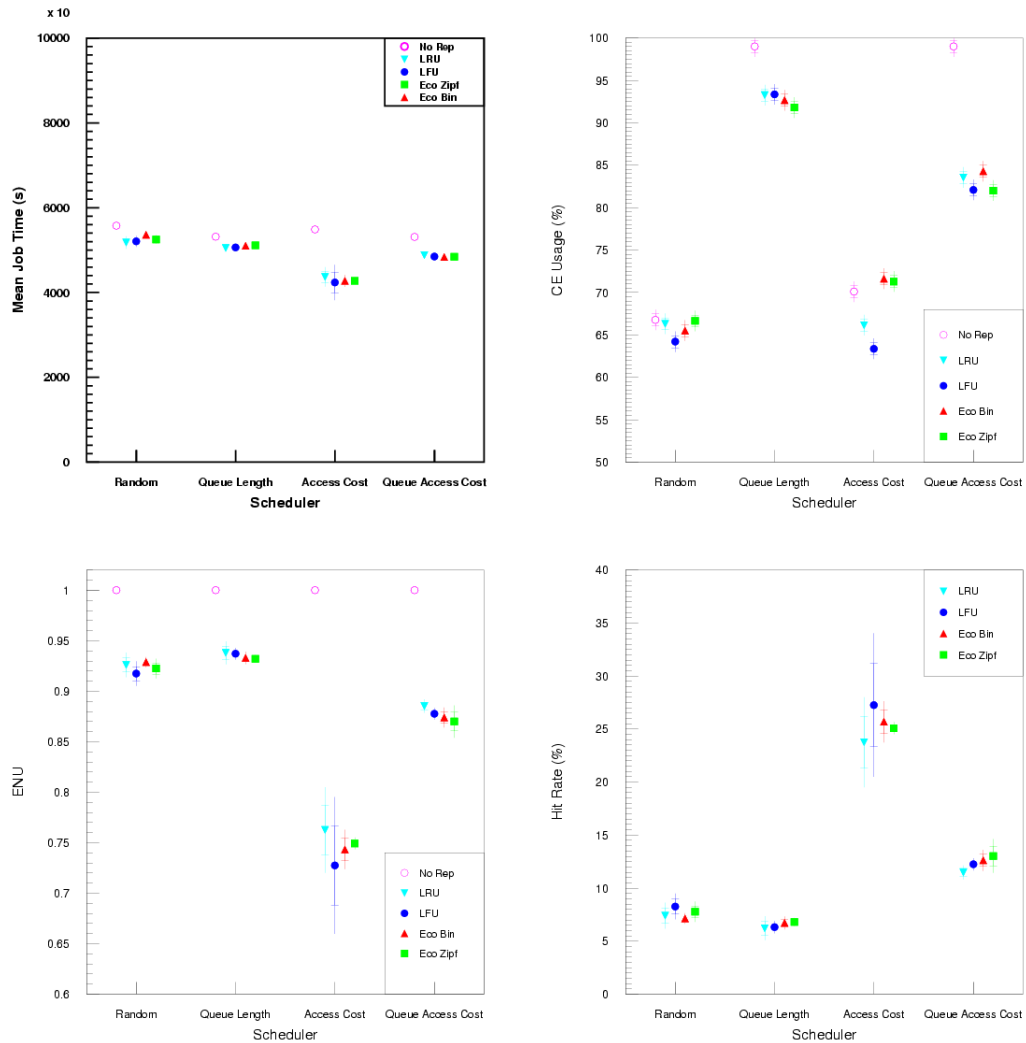 x 10
10000
8000
6000
4000
2000
0
Mean Job Time (s)
No Rep
LRU
LFU
Eco Zipf
Eco Bin
Random
Queue Length
Access Cost
Queue Access Cost
Scheduler
100
95
90
85
80
75
70
65
60
55
50
CE Usage (%)
No Rep
LRU
LFU
Eco Bin
Eco Zipf
Random
Queue Length
Access Cost
Queue Access Cost
Scheduler
1
0.95
0.9
0.85
0.8
0.75
0.7
0.65
0.6
ENU
No Rep
LRU
LFU
Eco Bin
Eco Zipf
Random
Queue Length
Access Cost
Queue Access Cost
Scheduler
40
35
30
25
20
15
10
5
0
Hit Rate (%)
LRU
LFU
Eco Bin
Eco Zipf
Random
Queue Length
Access Cost
Queue Access Cost
Scheduler